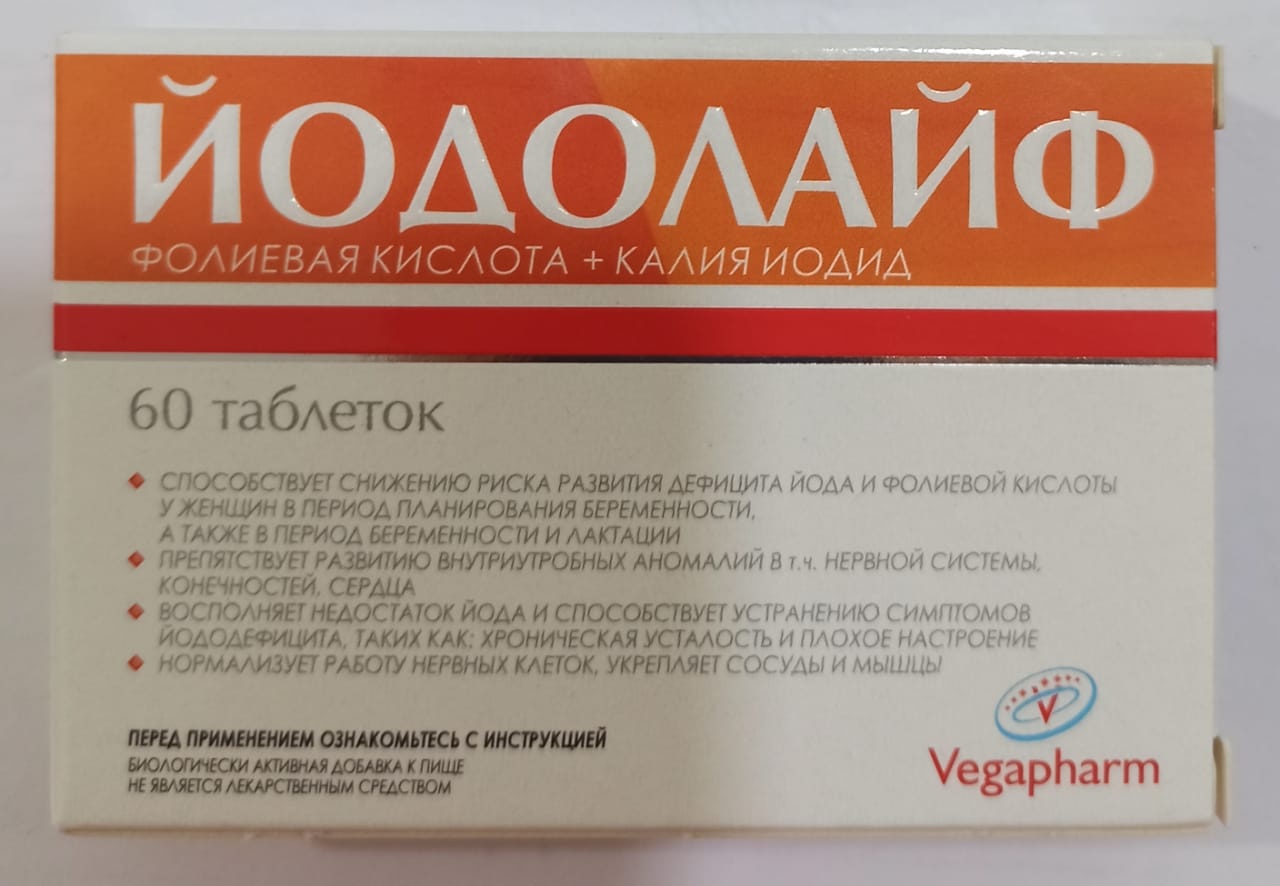 ЙОДОЛАЙФ
ФОЛИЕВАЯ КИСЛОТА + КАЛИЯ ИОДИД
60 таблеток
СПОСОБСТВУЕТ СНИЖЕНИЮ РИСКА РАЗВИТИЯ ДЕФИЦИТА ЙОДА И ФОЛИЕВОЙ КИСЛОТЫ
У ЖЕНЩИН В ПЕРИОД ПЛАНИРОВАНИЯ БЕРЕМЕННОСТИ,
А ТАКЖЕ В ПЕРИОД БЕРЕМЕННОСТИ И ЛАКТАЦИИ
ПРЕПЯТСТВУЕТ РАЗВИТИЮ ВНУТРИУТРОБНЫХ АНОМАЛИЙ В т.ч. НЕРВНОЙ СИСТЕМЫ,
КОНЕЧНОСТЕЙ, СЕРДЦА
ВОСПОЛНЯЕТ НЕДОСТАТОК ЙОДА И СПОСОБСТВУЕТ УСТРАНЕНИЮ СИМПТОМОВ
ЙОДОДЕФИЦИТА, ТАКИХ КАК: ХРОНИЧЕСКАЯ УСТАЛОСТЬ И ПЛОХОЕ НАСТРОЕНИЕ
НОРМАЛИЗУЕТ РАБОТУ НЕРВНЫХ КЛЕТОК, УКРЕПЛЯЕТ СОСУДЫ И МЫШЦЫ
ПЕРЕД ПРИМЕНЕНИЕМ ОЗНАКОМЬТЕСЬ С ИНСТРУКЦИЕЙ
БИОЛОГИЧЕСКИ АКТИВНАЯ ДОБАВКА К ПИЩЕ
НЕ ЯВЛЯЕТСЯ ЛЕКАРСТВЕННЫМ СРЕДСТВОМ
V
Vegapharm